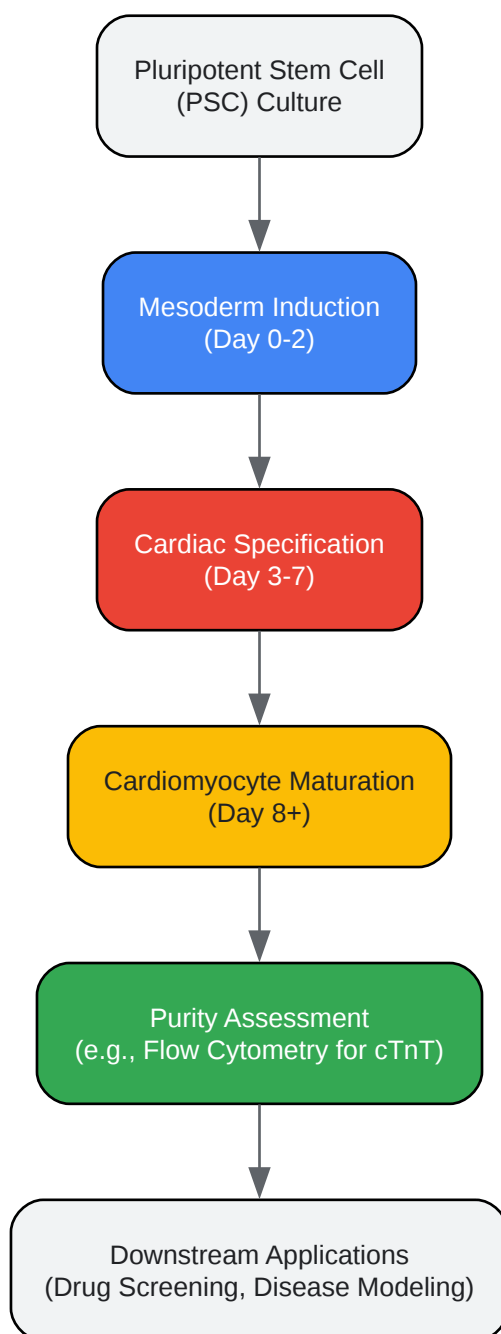 Pluripotent Stem Cell
(PSC) Culture
Mesoderm Induction
(Day 0-2)
Cardiac Specification
(Day 3-7)
Cardiomyocyte Maturation
(Day 8+)
Purity Assessment
(e.g., Flow Cytometry for cTnT)
Downstream Applications
(Drug Screening, Disease Modeling)